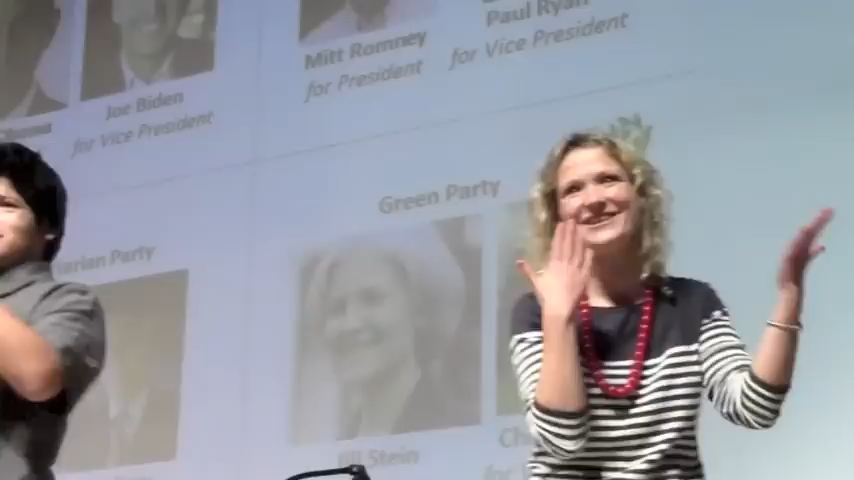 Mitt Romney
for President
Paul Ryan
for Vice President
Joe Biden
for Vice President
Green Party
Party
Jill Stein